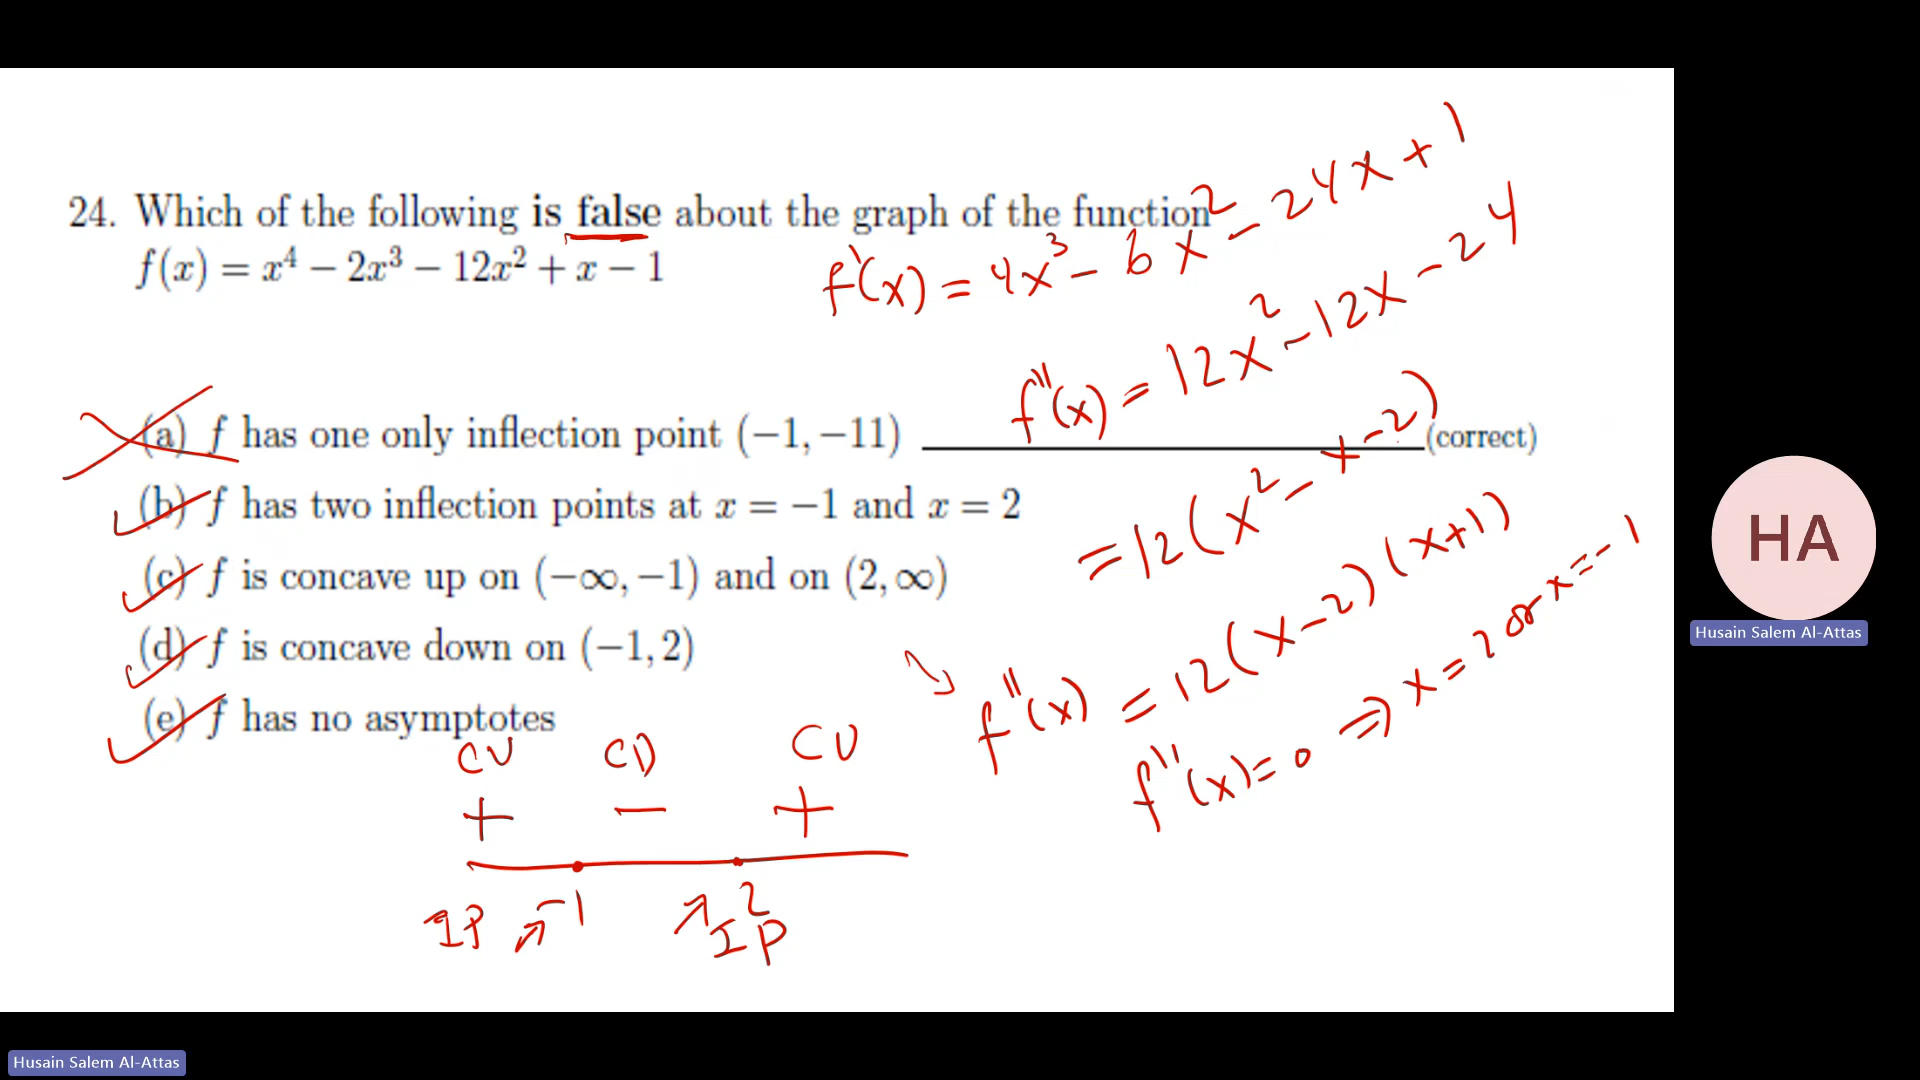 24. Which of the following is false about the graph of the function
f(x) = x⁴ − 2x³ − 12x² + x − 1
f'(x) = 4x³ − 6x² − 24x + 1
f''(x) = 12x² − 12x − 24
(a) f has one only inflection point (−1, −11) (correct)
= 12(x² − x − 2)
(b) f has two inflection points at x = −1 and x = 2
(c) f is concave up on (−∞, −1) and on (2, ∞)
(d) f is concave down on (−1, 2)
f''(x) = 12(x−2)(x+1)
(e) f has no asymptotes
f''(x) = 0 ⇒ x = 2 or x = −1
CU CD CU
+ − +
−1 2
IP IP
HA
Husain Salem Al-Attas
Husain Salem Al-Attas